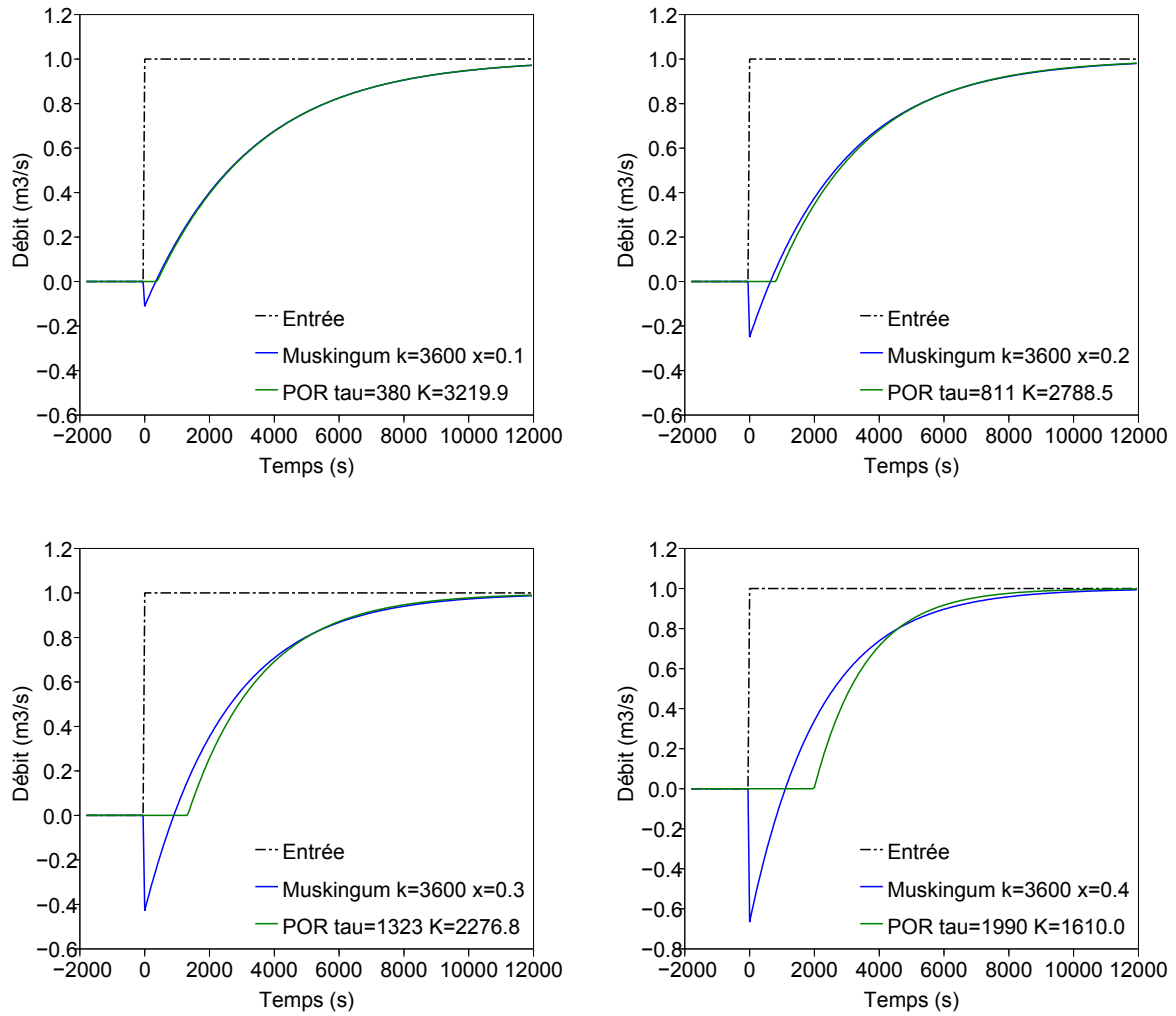 1.2
1.0
0.8
0.6
0.4
0.2
0.0
−0.2
−0.4
−0.6
−2000 0 2000 4000 6000 8000 10000 12000
Temps (s)
Débit (m3/s)
Entrée
Muskingum k=3600 x=0.1
POR tau=380 K=3219.9
1.2
1.0
0.8
0.6
0.4
0.2
0.0
−0.2
−0.4
−0.6
−2000 0 2000 4000 6000 8000 10000 12000
Temps (s)
Débit (m3/s)
Entrée
Muskingum k=3600 x=0.2
POR tau=811 K=2788.5
1.2
1.0
0.8
0.6
0.4
0.2
0.0
−0.2
−0.4
−0.6
−2000 0 2000 4000 6000 8000 10000 12000
Temps (s)
Débit (m3/s)
Entrée
Muskingum k=3600 x=0.3
POR tau=1323 K=2276.8
1.2
1.0
0.8
0.6
0.4
0.2
0.0
−0.2
−0.4
−0.6
−0.8
−2000 0 2000 4000 6000 8000 10000 12000
Temps (s)
Débit (m3/s)
Entrée
Muskingum k=3600 x=0.4
POR tau=1990 K=1610.0